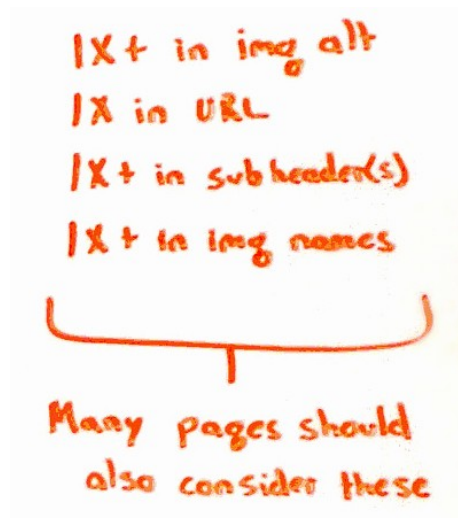 1X+ in img alt
1X in URL
1X+ in subheader(s)
1X+ in img names
Many pages should
also consider these